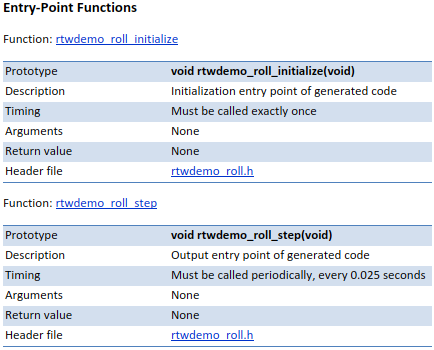 Entry-Point Functions
Function: rtwdemo_roll_initialize
Prototype void rtwdemo_roll_initialize(void)
Description Initialization entry point of generated code
Timing Must be called exactly once
Arguments None
Return value None
Header file rtwdemo_roll.h
Function: rtwdemo_roll_step
Prototype void rtwdemo_roll_step(void)
Description Output entry point of generated code
Timing Must be called periodically, every 0.025 seconds
Arguments None
Return value None
Header file rtwdemo_roll.h